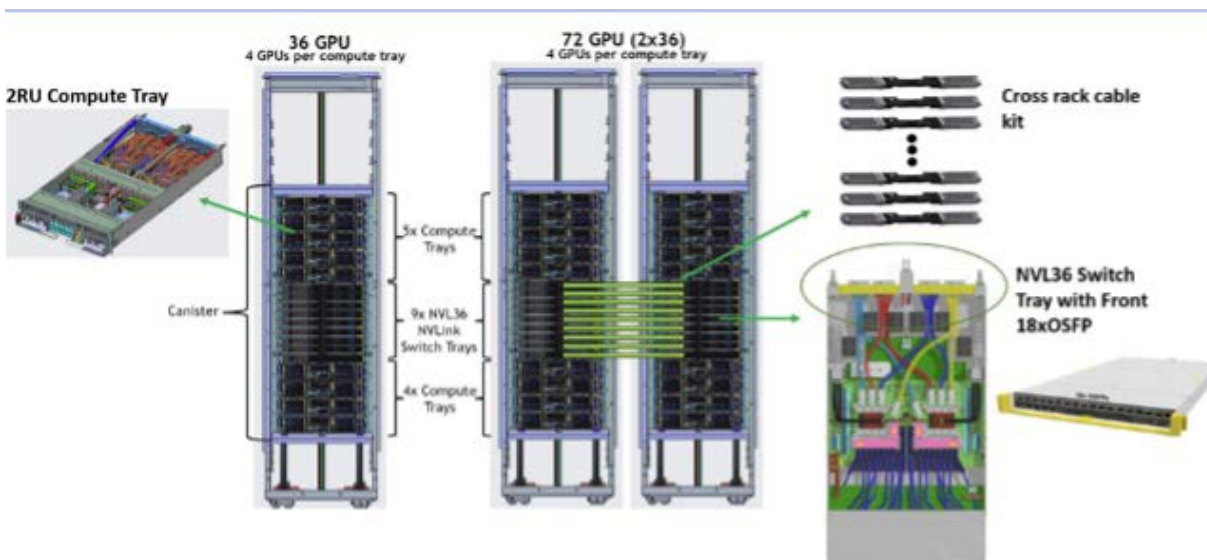 36 GPU
4 GPUs per compute tray
72 GPU (2x36)
4 GPUs per compute tray
2RU Compute Tray
Cross rack cable
kit
5x Compute
Trays
Canister
9x NVL36
NVLink
Switch Trays
4x Compute
Trays
NVL36 Switch
Tray with Front
18xOSFP